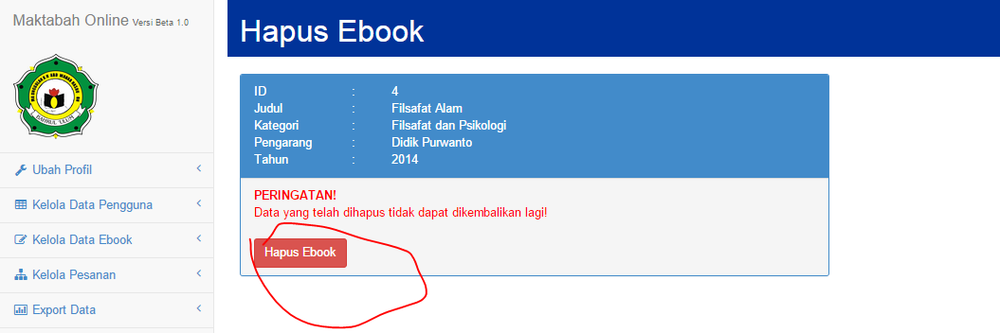 Maktabah Online Versi Beta 1.0
BAHRUL 'ULUM
Ubah Profil
Kelola Data Pengguna
Kelola Data Ebook
Kelola Pesanan
Export Data
Hapus Ebook
ID : 4
Judul : Filsafat Alam
Kategori : Filsafat dan Psikologi
Pengarang : Didik Purwanto
Tahun : 2014
PERINGATAN!
Data yang telah dihapus tidak dapat dikembalikan lagi!
Hapus Ebook